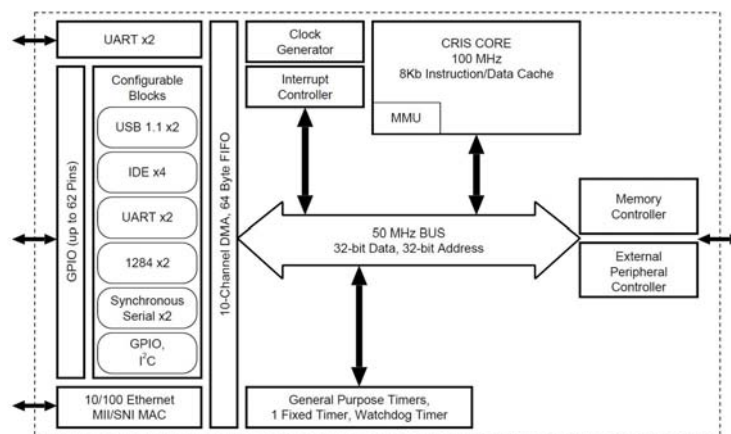 UART x2
GPIO (up to 62 Pins)
Configurable
Blocks
USB 1.1 x2
IDE x4
UART x2
1284 x2
Synchronous
Serial x2
GPIO,
I²C
10/100 Ethernet
MII/SNI MAC
10-Channel DMA, 64 Byte FIFO
Clock
Generator
Interrupt
Controller
CRIS CORE
100 MHz
8Kb Instruction/Data Cache
MMU
50 MHz BUS
32-bit Data, 32-bit Address
Memory
Controller
External
Peripheral
Controller
General Purpose Timers,
1 Fixed Timer, Watchdog Timer